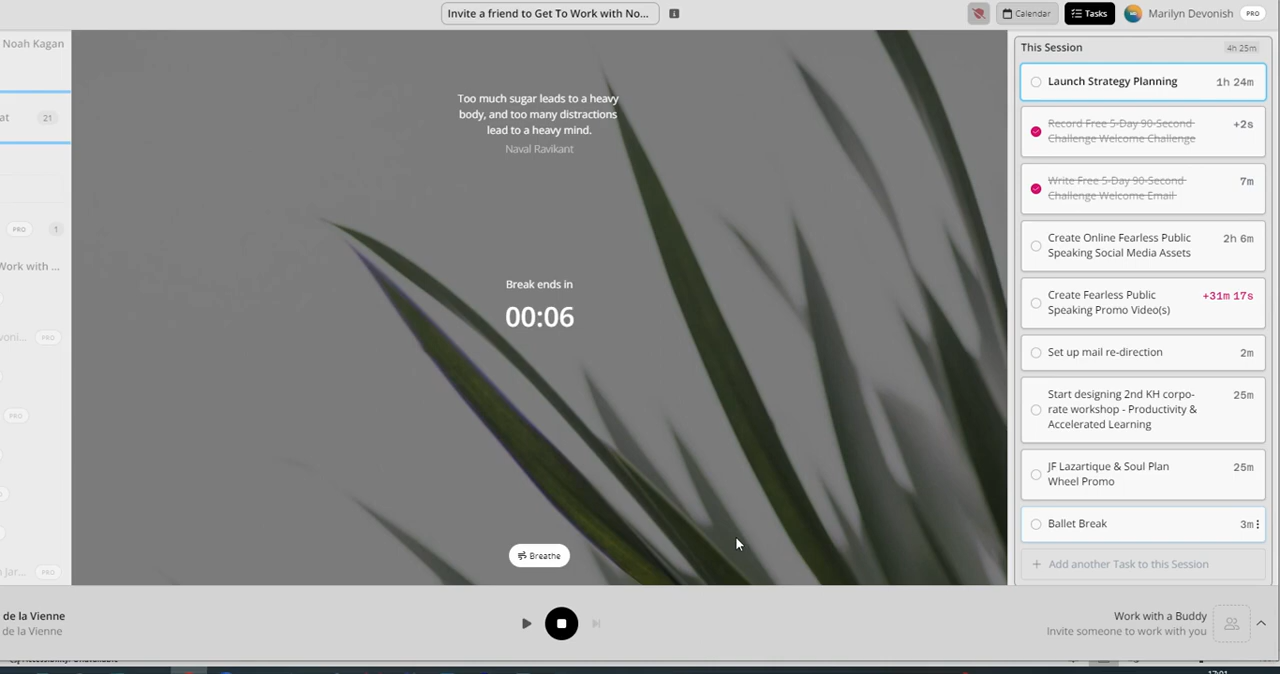 Invite a friend to Get To Work with No...
Calendar
Tasks
Marilyn Devonish
PRO
Noah Kagan
at
21
PRO
1
Work with ...
PRO
PRO
PRO
Too much sugar leads to a heavy
body, and too many distractions
lead to a heavy mind.
Naval Ravikant
Break ends in
00:06
Breathe
This Session
4h 25m
Launch Strategy Planning
1h 24m
Record Free 5-Day 90-Second
Challenge Welcome Challenge
+2s
Write Free 5-Day 90-Second
Challenge Welcome Email
7m
Create Online Fearless Public
Speaking Social Media Assets
2h 6m
Create Fearless Public
Speaking Promo Video(s)
+31m 17s
Set up mail re-direction
2m
Start designing 2nd KH corpo-
rate workshop - Productivity &
Accelerated Learning
25m
JF Lazartique & Soul Plan
Wheel Promo
25m
Ballet Break
3m
+ Add another Task to this Session
de la Vienne
de la Vienne
Work with a Buddy
Invite someone to work with you